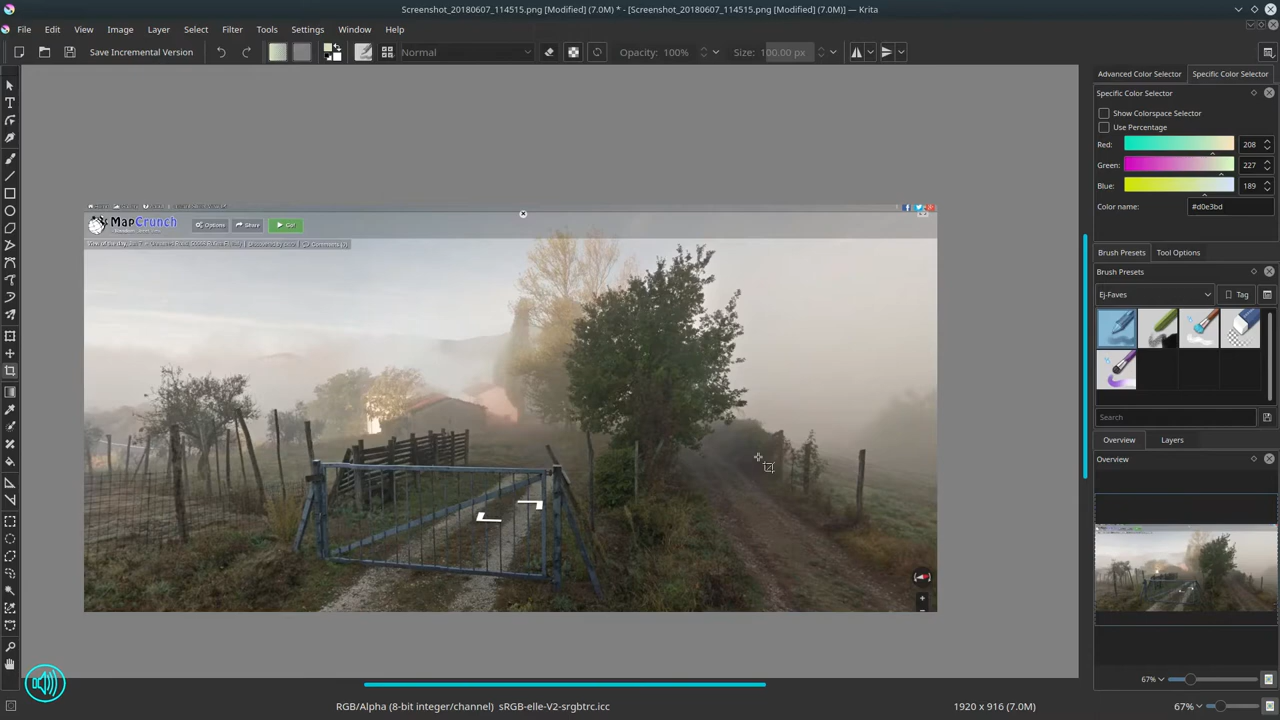 Screenshot_20180607_114515.png [Modified] (7.0M) * - [Screenshot_20180607_114515.png [Modified] (7.0M)] — Krita
File Edit View Image Layer Select Filter Tools Settings Window Help
Save Incremental Version Normal Opacity: 100% Size: 100.00 px
Advanced Color Selector Specific Color Selector
Specific Color Selector
Show Colorspace Selector
Use Percentage
Red: 208
Green: 227
Blue: 189
Color name: #d0e3bd
Brush Presets Tool Options
Brush Presets
Ej-Faves Tag
Search
Overview Layers
Overview
67%
MapCrunch
Options Share Go!
RGB/Alpha (8-bit integer/channel) sRGB-elle-V2-srgbtrc.icc 1920 x 916 (7.0M) 67%